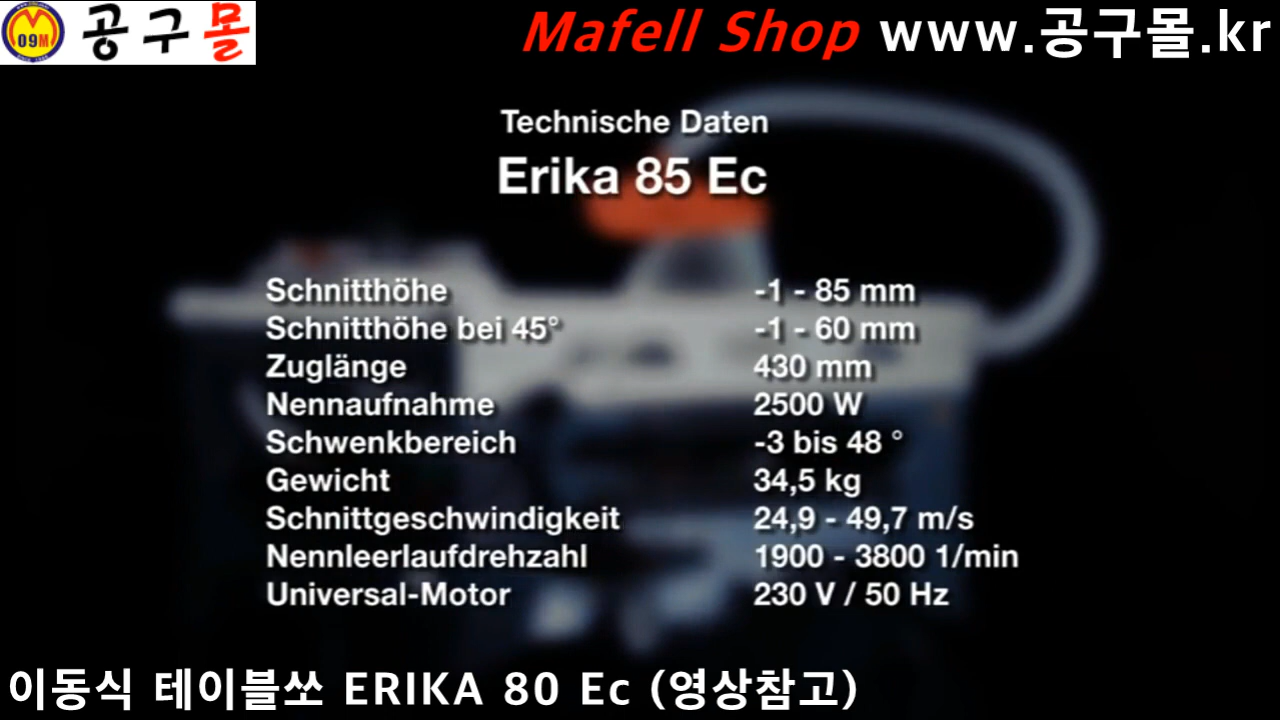 09M 공구몰
Mafell Shop www.공구몰.kr
Technische Daten
Erika 85 Ec
Schnitthöhe -1 - 85 mm
Schnitthöhe bei 45° -1 - 60 mm
Zuglänge 430 mm
Nennaufnahme 2500 W
Schwenkbereich -3 bis 48 °
Gewicht 34,5 kg
Schnittgeschwindigkeit 24,9 - 49,7 m/s
Nennleerlaufdrehzahl 1900 - 3800 1/min
Universal-Motor 230 V / 50 Hz
이동식 테이블쏘 ERIKA 80 Ec (영상참고)